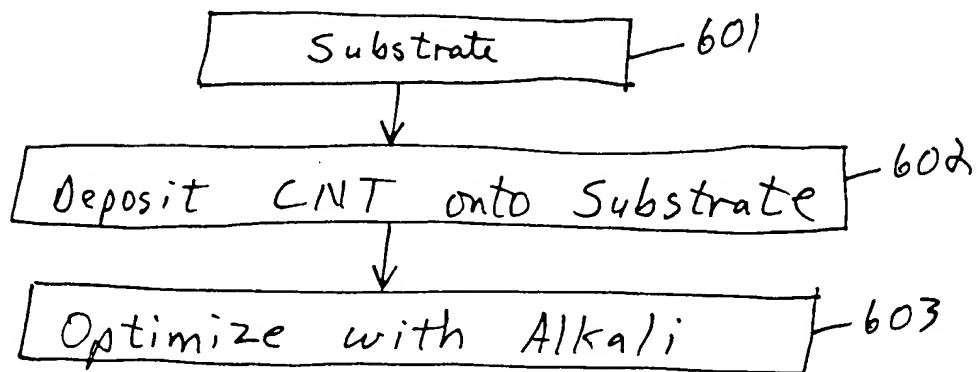 Substrate 601
Deposit CNT onto Substrate 602
Optimize with Alkali 603